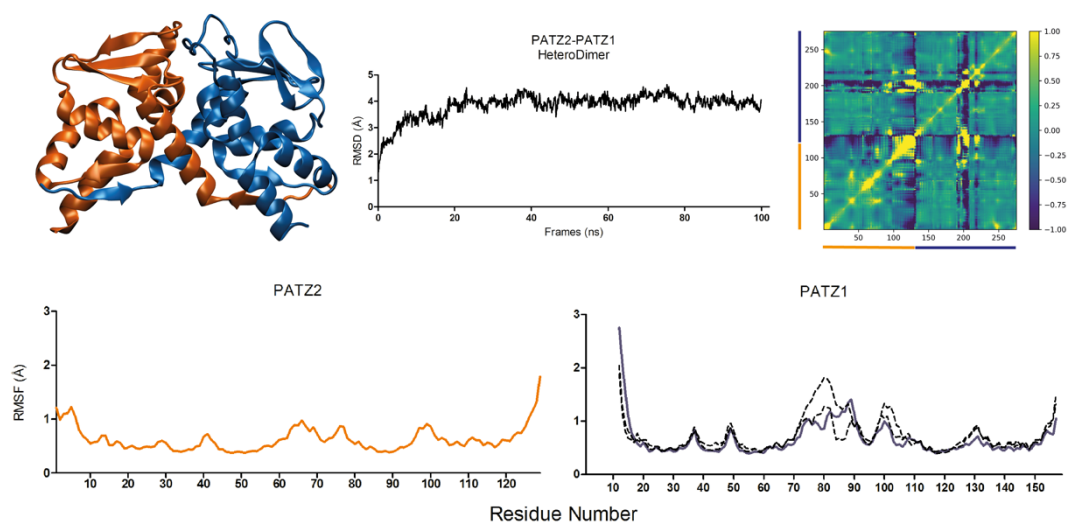 PATZ2-PATZ1
HeteroDimer
RMSD (Å)
5
4
3
2
1
0
0 20 40 60 80 100
Frames (ns)
250
200
150
100
50
50 100 150 200 250
1.00
0.75
0.50
0.25
0.00
−0.25
−0.50
−0.75
−1.00
PATZ2
RMSF (Å)
3
2
1
0
10 20 30 40 50 60 70 80 90 100 110 120
PATZ1
3
2
1
0
10 20 30 40 50 60 70 80 90 100 110 120 130 140 150
Residue Number